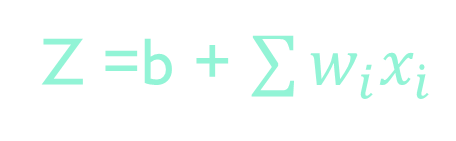 Z =b + ∑ wᵢxᵢ